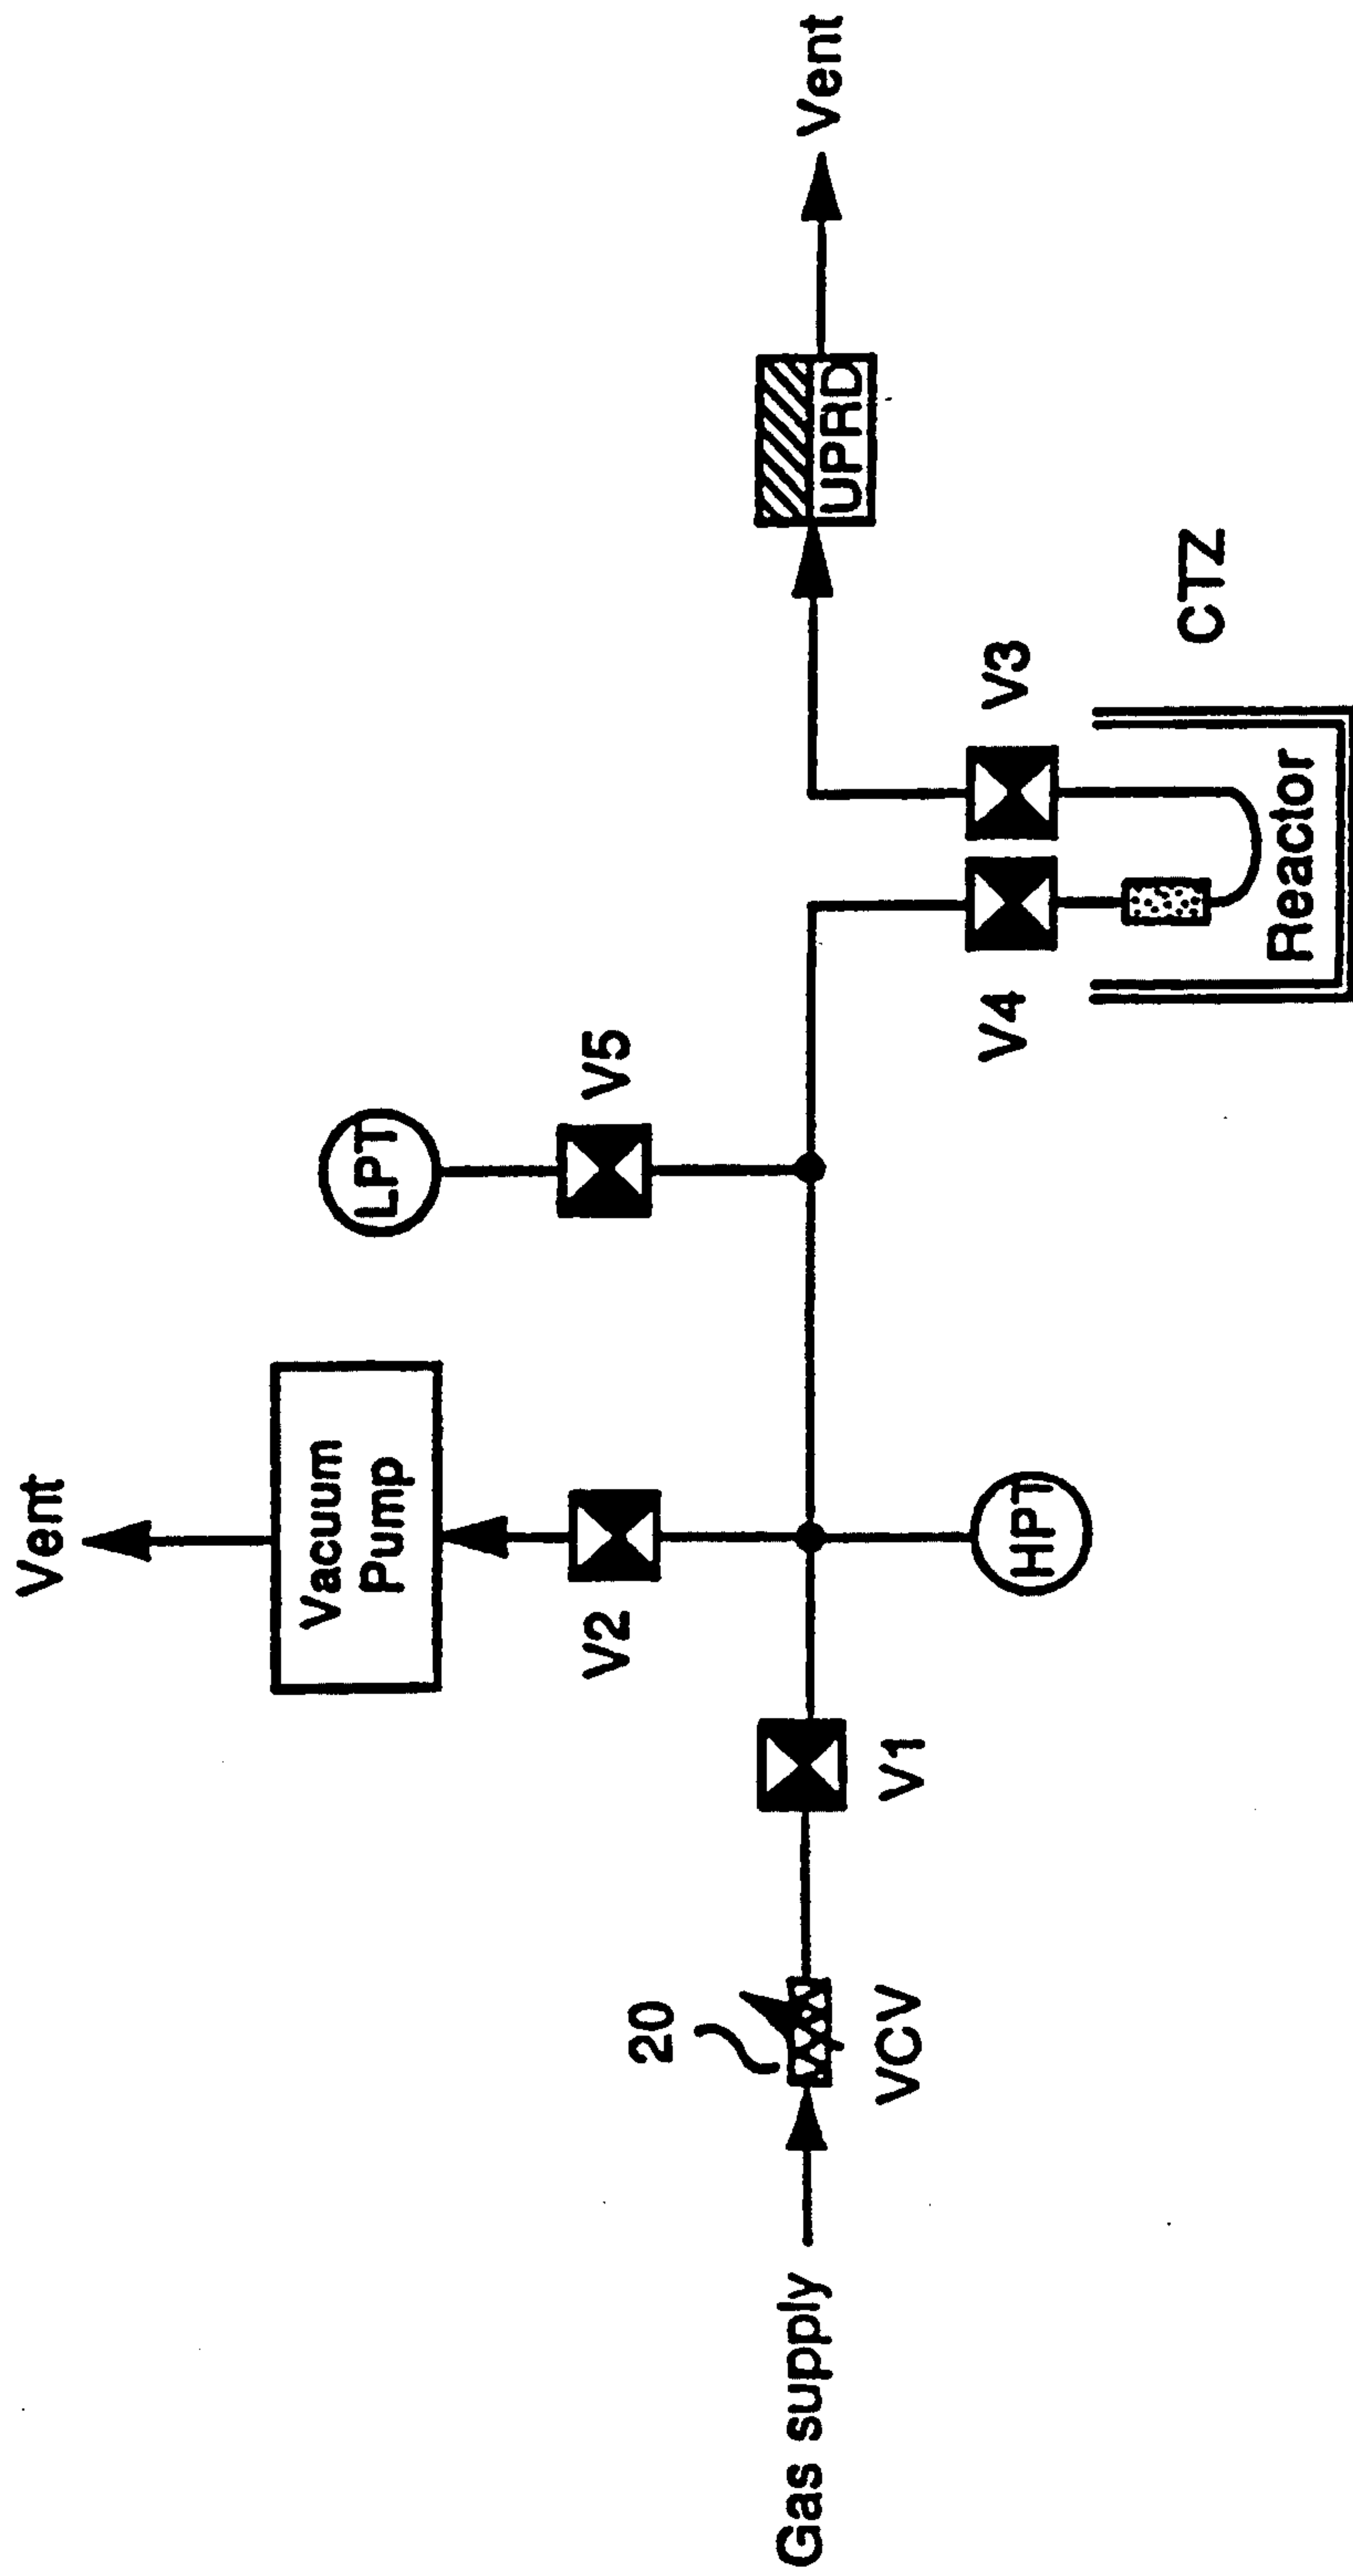 Vent
Vacuum
Pump
V2
LPT
V5
Gas supply
20
VCV
V1
HPT
V4
V3
Reactor
CTZ
UPRD
Vent